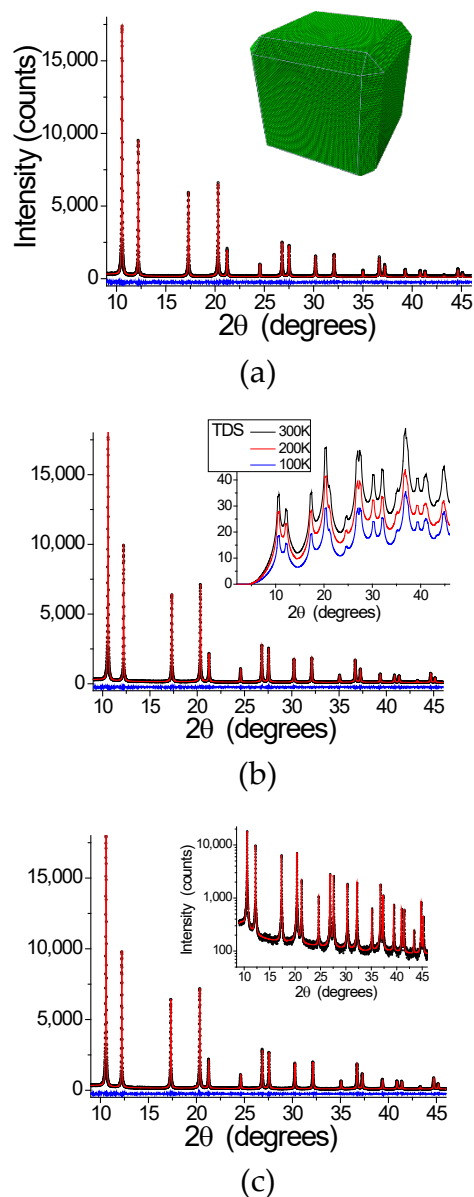 15,000
10,000
5,000
0
Intensity (counts)
10 15 20 25 30 35 40 45
2θ (degrees)
(a)
15,000
10,000
5,000
0
TDS
300K
200K
100K
40
30
20
10
0
0 10 20 30 40
2θ (degrees)
10 15 20 25 30 35 40 45
2θ (degrees)
(b)
15,000
10,000
5,000
0
10,000
1,000
100
Intensity (counts)
10 15 20 25 30 35 40 45
2θ (degrees)
10 15 20 25 30 35 40 45
2θ (degrees)
(c)